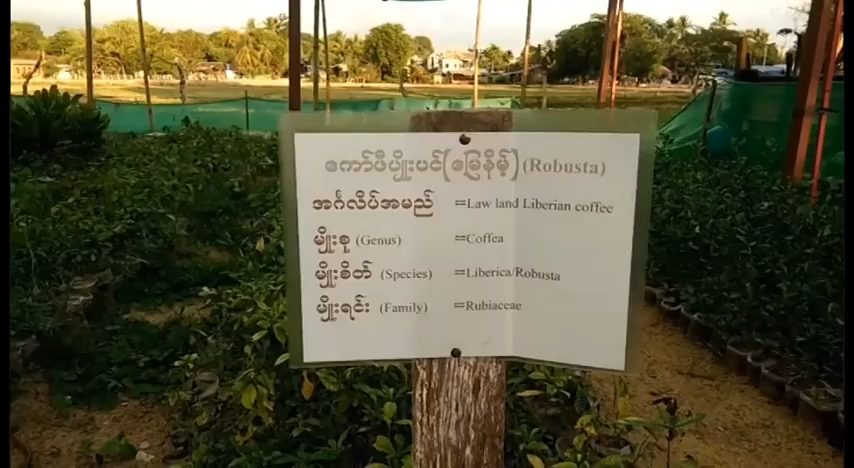 ကော်ဖီပျိုးပင်(မြေနိမ့်) (Robusta)
အင်္ဂလိပ်အမည် =Law land Liberian coffee
မျိုးစု (Genus) =Coffea
မျိုးစိတ် (Species) =Liberica/Robusta
မျိုးရင်း (Family) =Rubiaceae